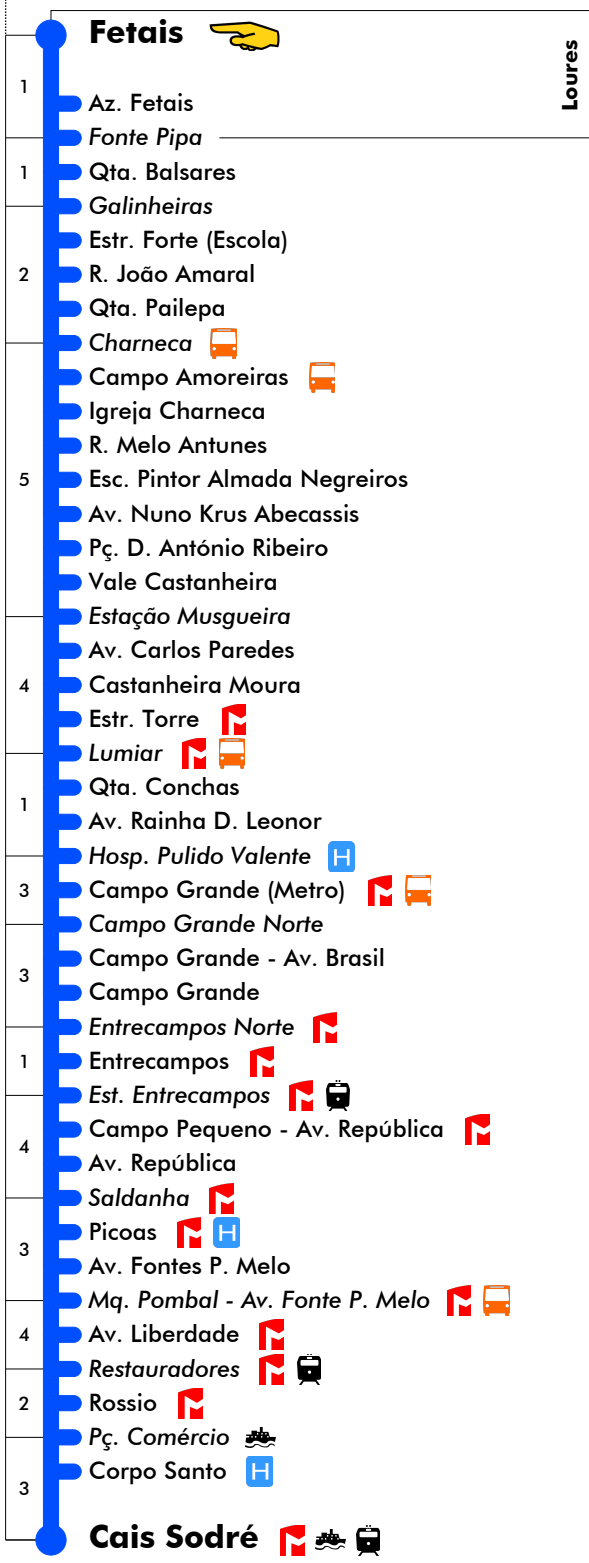 Fetais
Loures
1
Az. Fetais
Fonte Pipa
1
Qta. Balsares
Galinheiras
Estr. Forte (Escola)
2
R. João Amaral
Qta. Pailepa
Charneca
Campo Amoreiras
Igreja Charneca
R. Melo Antunes
5
Esc. Pintor Almada Negreiros
Av. Nuno Krus Abecassis
Pç. D. António Ribeiro
Vale Castanheira
Estação Musgueira
Av. Carlos Paredes
4
Castanheira Moura
Estr. Torre
Lumiar
Qta. Conchas
1
Av. Rainha D. Leonor
Hosp. Pulido Valente H
3
Campo Grande (Metro)
Campo Grande Norte
Campo Grande - Av. Brasil
3
Campo Grande
Entrecampos Norte
1
Entrecampos
Est. Entrecampos
Campo Pequeno - Av. República
4
Av. República
Saldanha
Picoas H
3
Av. Fontes P. Melo
Mq. Pombal - Av. Fonte P. Melo
4
Av. Liberdade
Restauradores
2
Rossio
Pç. Comércio
Corpo Santo H
3
Cais Sodré